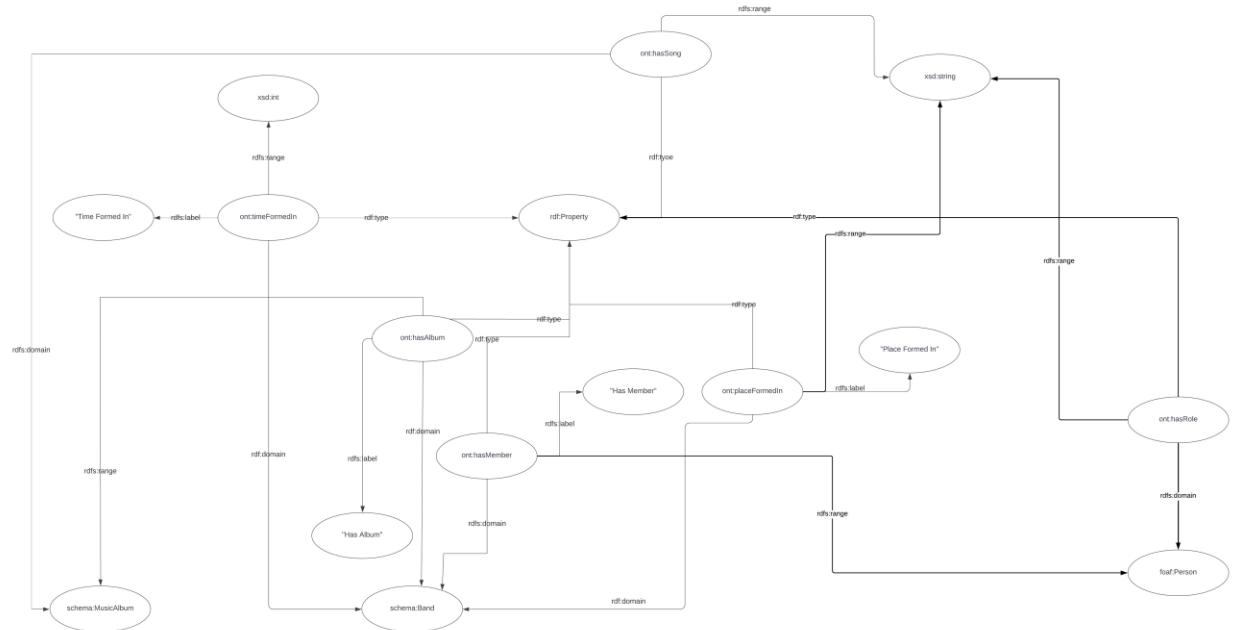 rdfs:range
ont:hasSong
xsd:string
xsd:int
rdfs:range
rdf:tyoe
"Time Formed In"
rdfs:label
ont:timeFormedIn
rdf:type
rdf:Property
rdf:type
rdfs:range
rdfs:range
rdf:type
rdf:type
ont:hasAlbum
rdf:type
rdfs:domain
"Place Formed In"
"Has Member"
ont:placeFormedIn
rdfs:label
ont:hasRole
rdfs:label
rdf:domain
rdf:domain
ont:hasMember
rdfs:label
rdfs:range
rdfs:domain
rdfs:range
rdfs:domain
"Has Album"
foaf:Person
rdf:domain
schema:MusicAlbum
schema:Band